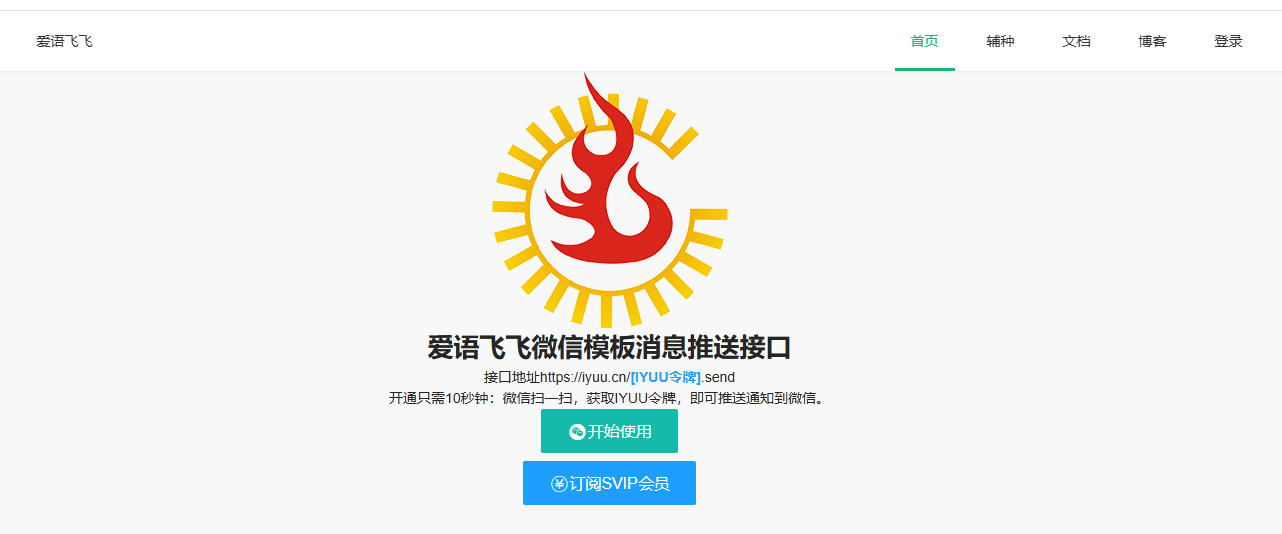 爱语飞飞
首页 辅种 文档 博客 登录
爱语飞飞微信模板消息推送接口
接口地址https://iyuu.cn/[IYUU令牌].send
开通只需10秒钟：微信扫一扫，获取IYUU令牌，即可推送通知到微信。
开始使用
订阅SVIP会员